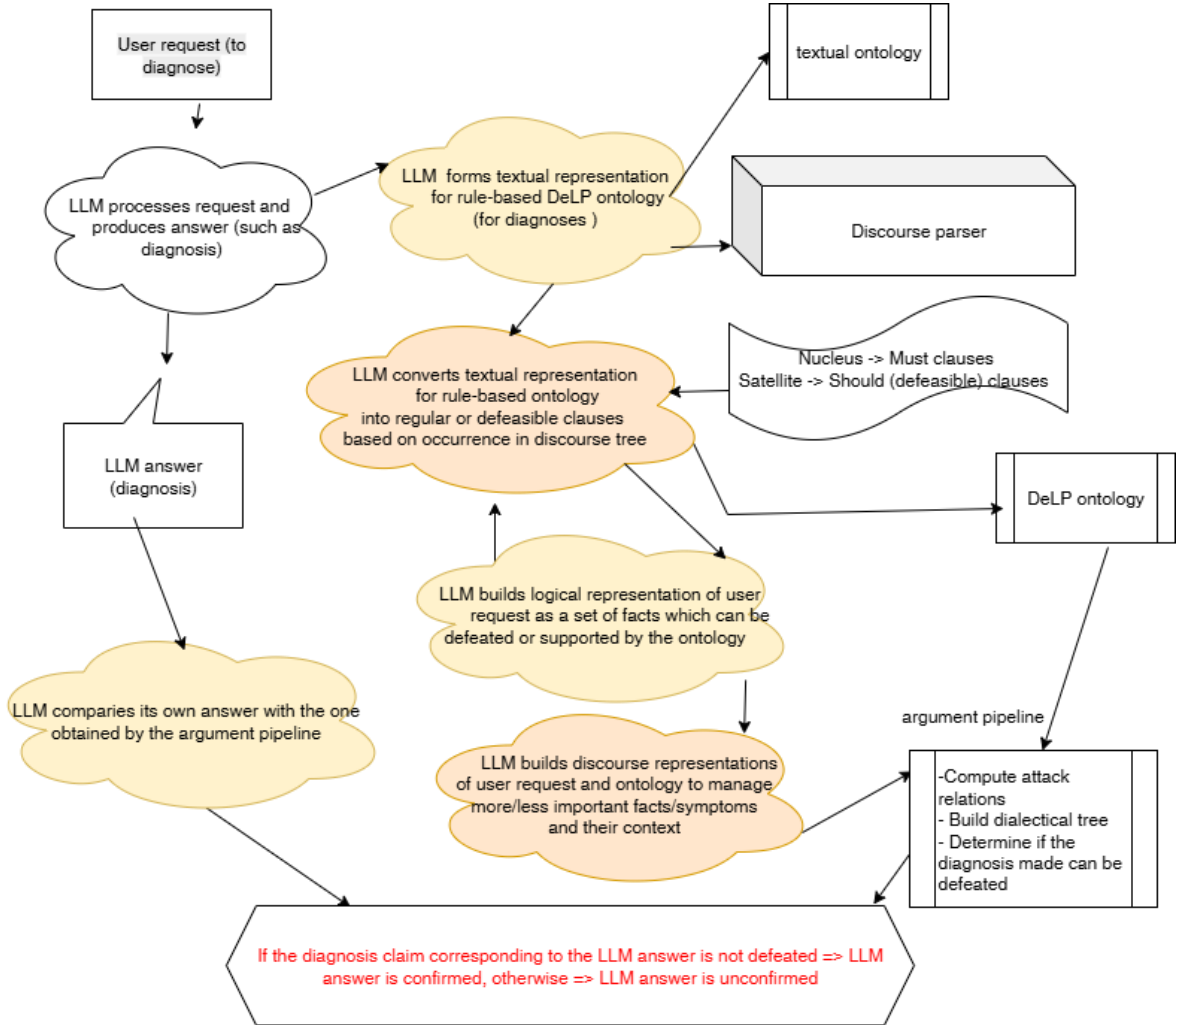 User request (to
diagnose)
textual ontology
LLM processes request and
produces answer (such as
diagnosis)
LLM forms textual representation
for rule-based DeLP ontology
(for diagnoses )
Discourse parser
Nucleus -> Must clauses
Satellite -> Should (defeasible) clauses
LLM converts textual representation
for rule-based ontology
into regular or defeasible clauses
based on occurrence in discourse tree
LLM answer
(diagnosis)
DeLP ontology
LLM builds logical representation of user
request as a set of facts which can be
defeated or supported by the ontology
LLM comparies its own answer with the one
obtained by the argument pipeline
argument pipeline
LLM builds discourse representations
of user request and ontology to manage
more/less important facts/symptoms
and their context
-Compute attack
relations
- Build dialectical tree
- Determine if the
diagnosis made can be
defeated
If the diagnosis claim corresponding to the LLM answer is not defeated => LLM
answer is confirmed, otherwise => LLM answer is unconfirmed